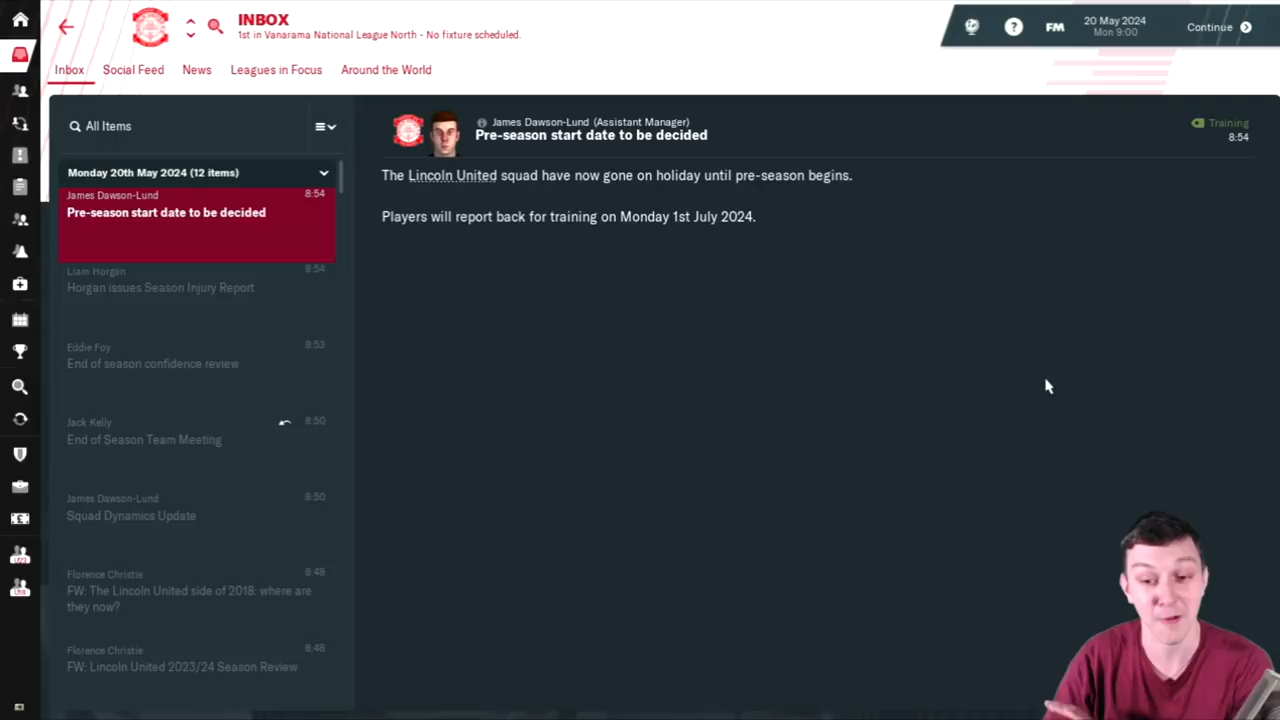 INBOX
1st in Vanarama National League North - No fixture scheduled.
?
FM
20 May 2024
Mon 9:00
Continue
Inbox
Social Feed
News
Leagues in Focus
Around the World
All Items
Monday 20th May 2024 (12 items)
James Dawson-Lund
8:54
Pre-season start date to be decided
Liam Horgan
8:54
Horgan issues Season Injury Report
Eddie Foy
8:53
End of season confidence review
Jack Kelly
8:50
End of Season Team Meeting
James Dawson-Lund
8:50
Squad Dynamics Update
Florence Christie
8:48
FW: The Lincoln United side of 2018: where are
they now?
Florence Christie
8:48
FW: Lincoln United 2023/24 Season Review
James Dawson-Lund (Assistant Manager)
Pre-season start date to be decided
Training
8:54
The Lincoln United squad have now gone on holiday until pre-season begins.
Players will report back for training on Monday 1st July 2024.
U23
U18